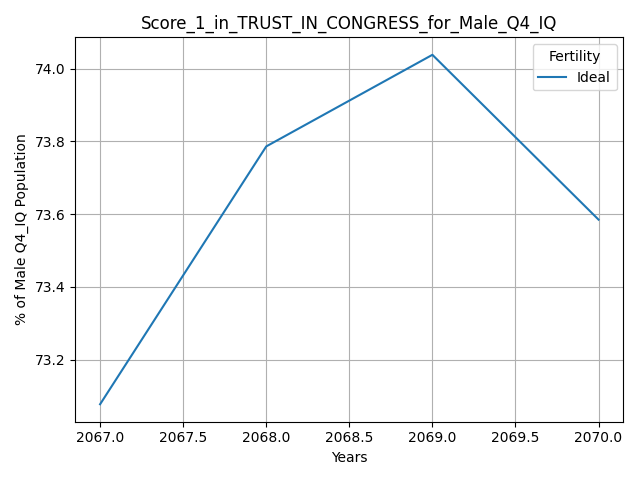 Score_1_in_TRUST_IN_CONGRESS_for_Male_Q4_IQ
Fertility
Ideal
% of Male Q4_IQ Population
74.0
73.8
73.6
73.4
73.2
2067.0 2067.5 2068.0 2068.5 2069.0 2069.5 2070.0
Years